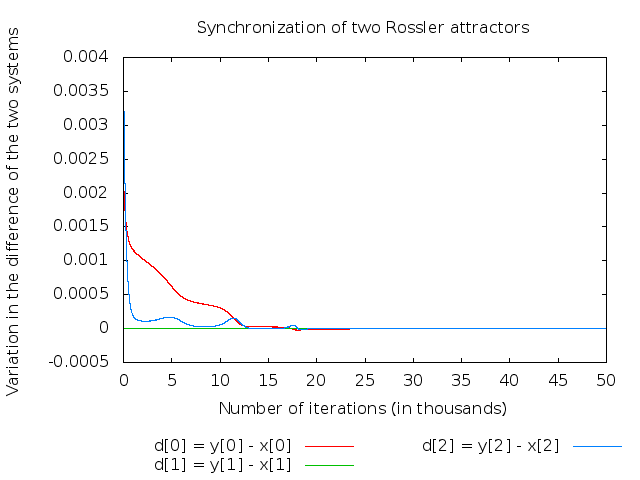 Synchronization of two Rossler attractors
Variation in the difference of the two systems
0.004
0.0035
0.003
0.0025
0.002
0.0015
0.001
0.0005
0
-0.0005
0 5 10 15 20 25 30 35 40 45 50
Number of iterations (in thousands)
d[0] = y[0] - x[0] d[2] = y[2] - x[2]
d[1] = y[1] - x[1]